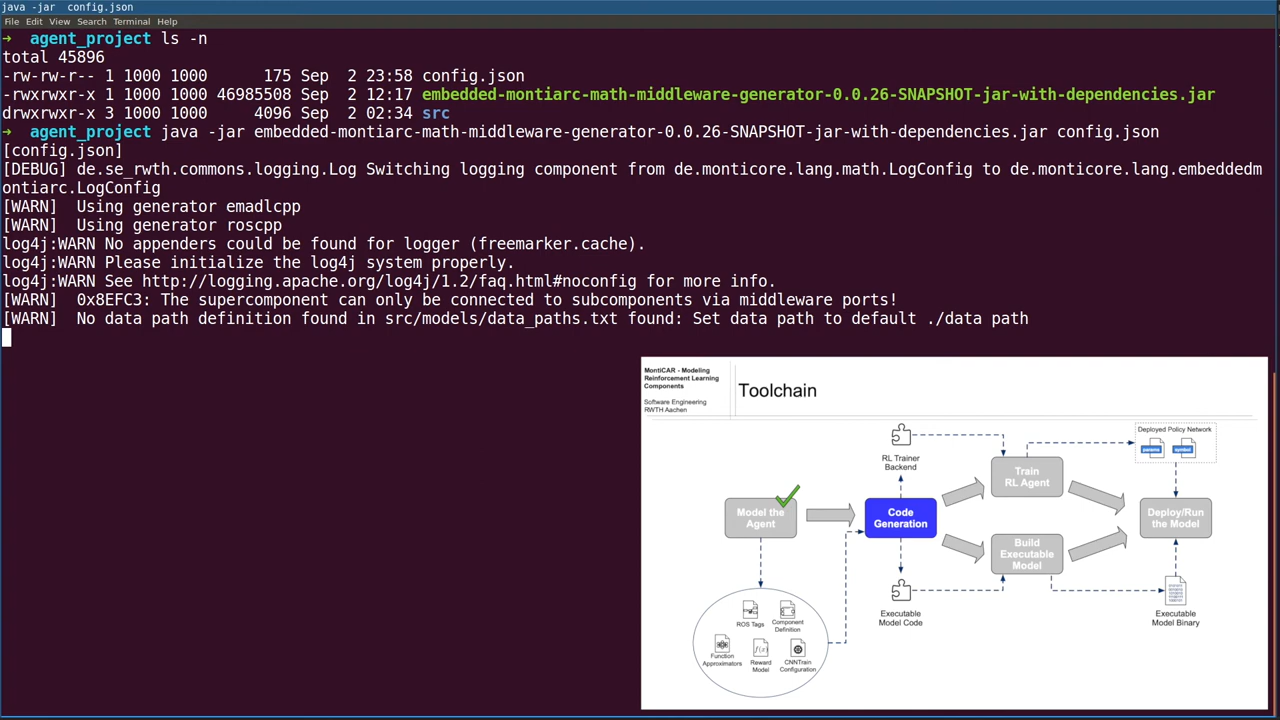 java -jar  config.json
File Edit View Search Terminal Help
→ agent_project ls -n
total 45896
-rw-rw-r-- 1 1000 1000      175 Sep  2 23:58 config.json
-rwxrwxr-x 1 1000 1000 46985508 Sep  2 12:17 embedded-montiarc-math-middleware-generator-0.0.26-SNAPSHOT-jar-with-dependencies.jar
drwxrwxr-x 3 1000 1000     4096 Sep  2 02:34 src
→ agent_project java -jar embedded-montiarc-math-middleware-generator-0.0.26-SNAPSHOT-jar-with-dependencies.jar config.json
[config.json]
[DEBUG] de.se_rwth.commons.logging.Log Switching logging component from de.monticore.lang.math.LogConfig to de.monticore.lang.embeddedm
ontiarc.LogConfig
[WARN]  Using generator emadlcpp
[WARN]  Using generator roscpp
log4j:WARN No appenders could be found for logger (freemarker.cache).
log4j:WARN Please initialize the log4j system properly.
log4j:WARN See http://logging.apache.org/log4j/1.2/faq.html#noconfig for more info.
[WARN]  0x8EFC3: The supercomponent can only be connected to subcomponents via middleware ports!
[WARN]  No data path definition found in src/models/data_paths.txt found: Set data path to default ./data path
MontiCAR - Modeling
Reinforcement Learning
Components
Software Engineering
RWTH Aachen
Toolchain
Deployed Policy Network
params
symbol
RL Trainer
Backend
Train
RL Agent
Model the
Agent
Code
Generation
Deploy/Run
the Model
Build
Executable
Model
Executable
Model Code
Executable
Model Binary
ROS Tags
Component
Definition
Function
Approximators
f(x)
Reward
Model
CNNTrain
Configuration